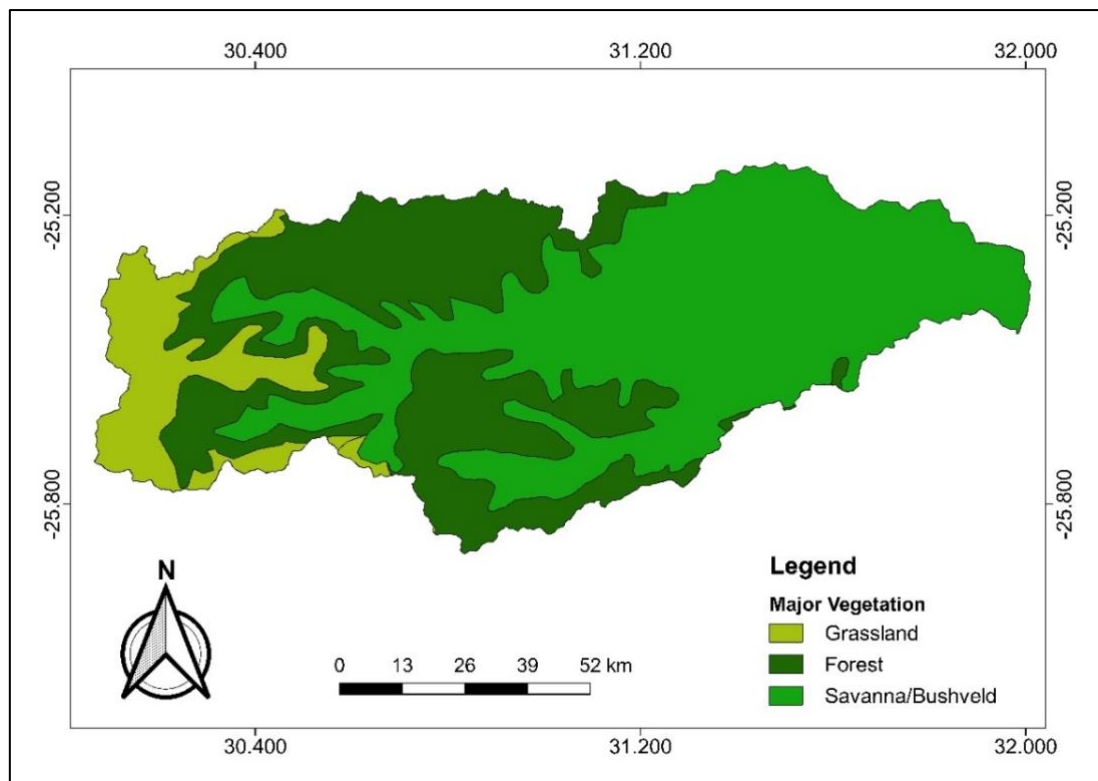 30.400 31.200 32.000
-25.200 -25.200
-25.800 -25.800
N
0 13 26 39 52 km
Legend
Major Vegetation
Grassland
Forest
Savanna/Bushveld
30.400 31.200 32.000